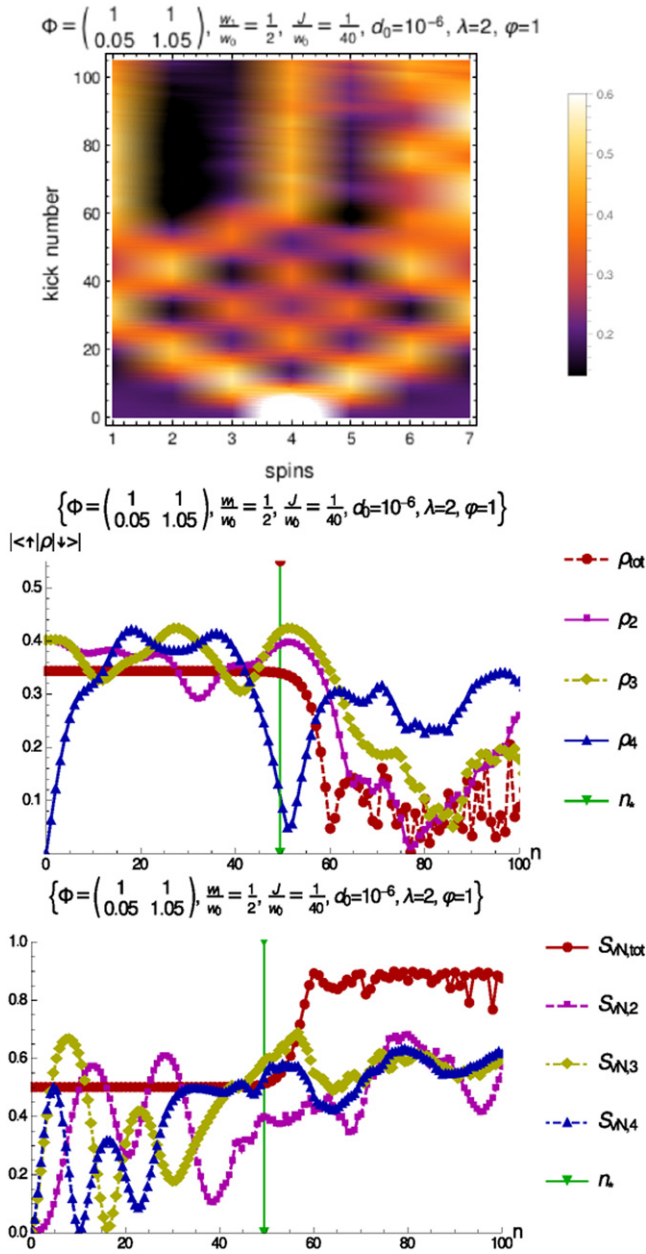 Φ=(1 1 0.05 1.05), w₁/w₀=1/2, J/w₀=1/40, d₀=10⁻⁶, λ=2, φ=1
100
80
60
40
20
0
kick number
1 2 3 4 5 6 7
spins
0.6
0.5
0.4
0.3
0.2
{Φ=(1 1 0.05 1.05), w₁/w₀=1/2, J/w₀=1/40, d₀=10⁻⁶, λ=2, φ=1}
|<↑|ρ|↓>|
0.5
0.4
0.3
0.2
0.1
0 20 40 60 80 100 n
ρtot
ρ2
ρ3
ρ4
n*
{Φ=(1 1 0.05 1.05), w₁/w₀=1/2, J/w₀=1/40, d₀=10⁻⁶, λ=2, φ=1}
1.0
0.8
0.6
0.4
0.2
0.0
0 20 40 60 80 100 n
SvN,tot
SvN,2
SvN,3
SvN,4
n*